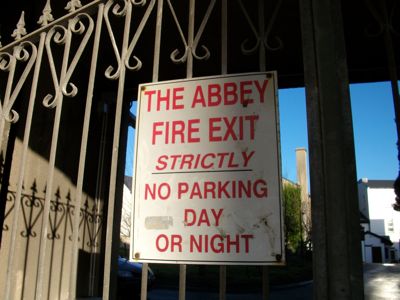 THE ABBEY
FIRE EXIT
STRICTLY
NO PARKING
DAY
OR NIGHT